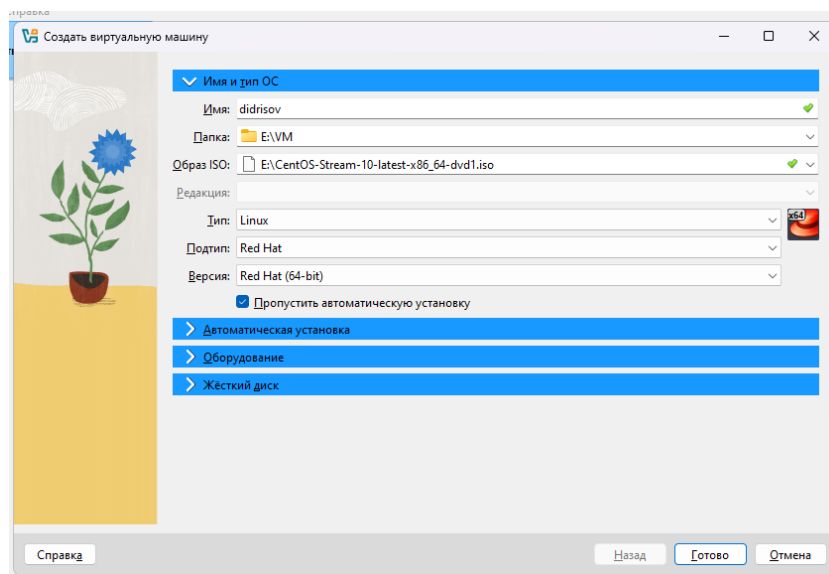 справка
Создать виртуальную машину
Имя и тип ОС
Имя: didrisov
Папка: E:\VM
Образ ISO: E:\CentOS-Stream-10-latest-x86_64-dvd1.iso
Редакция:
Тип: Linux
x64
Подтип: Red Hat
Версия: Red Hat (64-bit)
Пропустить автоматическую установку
Автоматическая установка
Оборудование
Жёсткий диск
Справка Назад Готово Отмена